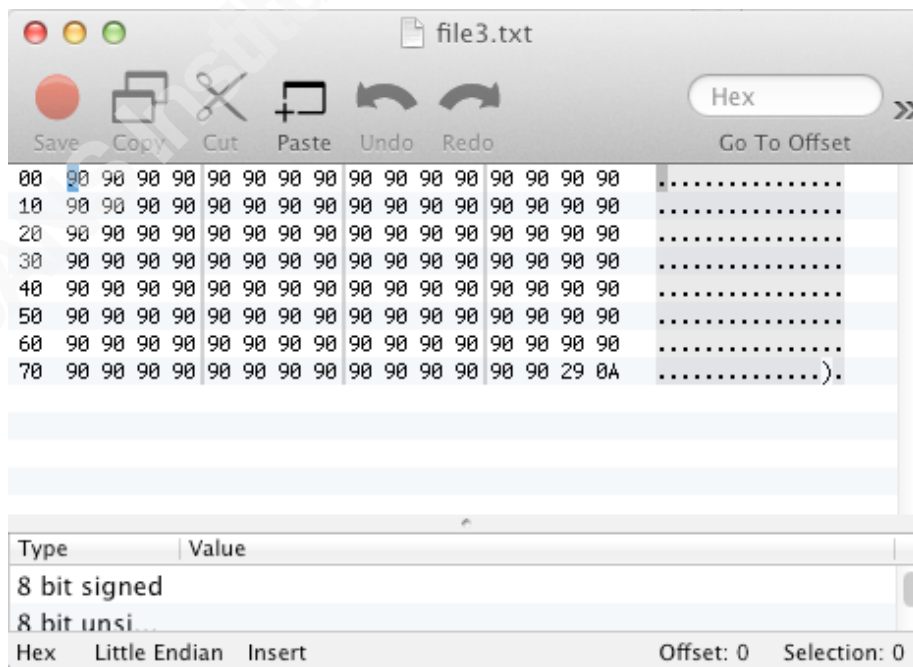 file3.txt
Save Copy Cut Paste Undo Redo Hex Go To Offset
00 90 90 90 90 90 90 90 90 90 90 90 90 90 90 90 90 ................
10 90 90 90 90 90 90 90 90 90 90 90 90 90 90 90 90 ................
20 90 90 90 90 90 90 90 90 90 90 90 90 90 90 90 90 ................
30 90 90 90 90 90 90 90 90 90 90 90 90 90 90 90 90 ................
40 90 90 90 90 90 90 90 90 90 90 90 90 90 90 90 90 ................
50 90 90 90 90 90 90 90 90 90 90 90 90 90 90 90 90 ................
60 90 90 90 90 90 90 90 90 90 90 90 90 90 90 90 90 ................
70 90 90 90 90 90 90 90 90 90 90 90 90 90 90 29 0A ..............).
Type Value
8 bit signed
8 bit unsi...
Hex Little Endian Insert Offset: 0 Selection: 0